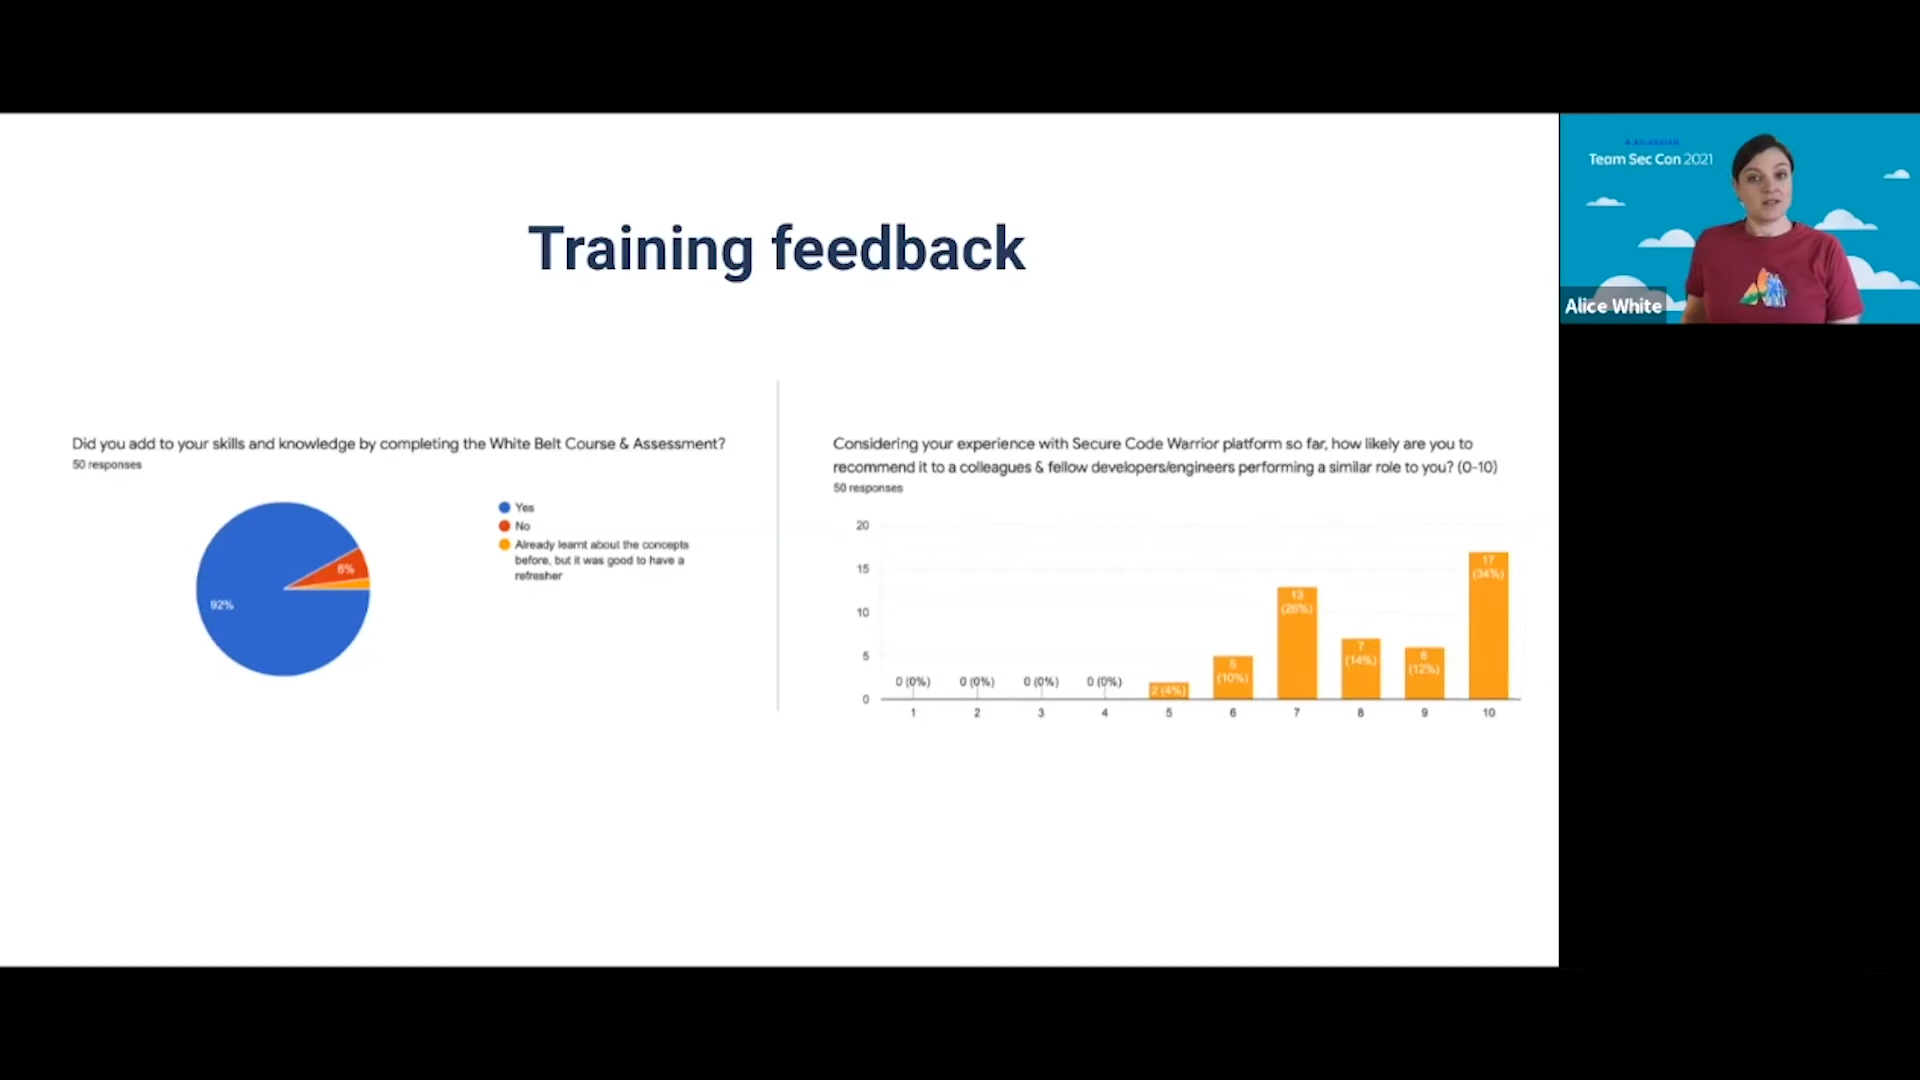 A ATLASSIAN
Team Sec Con 2021
Alice White
Training feedback
Did you add to your skills and knowledge by completing the White Belt Course & Assessment?
50 responses
92%
6%
Yes
No
Already learnt about the concepts
before, but it was good to have a
refresher
Considering your experience with Secure Code Warrior platform so far, how likely are you to
recommend it to a colleagues & fellow developers/engineers performing a similar role to you? (0-10)
50 responses
20
15
10
5
0
0 (0%)
0 (0%)
0 (0%)
0 (0%)
2 (4%)
5
(10%)
13
(26%)
7
(14%)
6
(12%)
17
(34%)
1
2
3
4
5
6
7
8
9
10